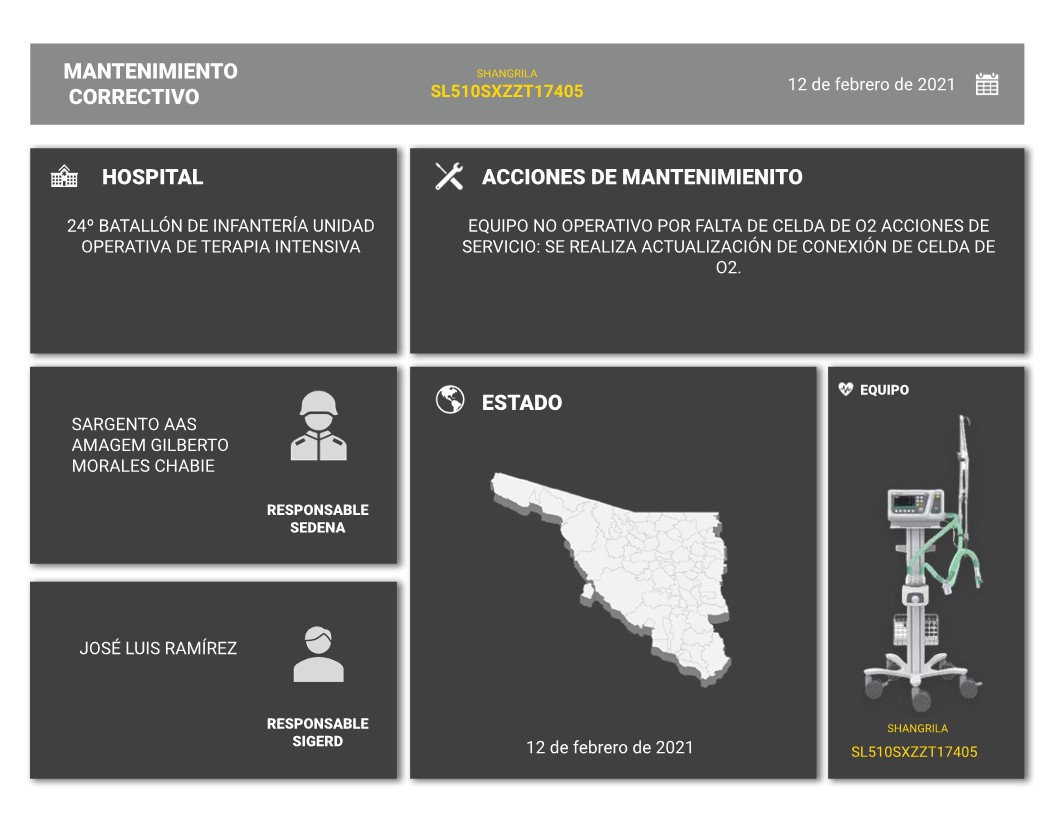 MANTENIMIENTO
CORRECTIVO
SHANGRILA
SL510SXZZT17405
12 de febrero de 2021
HOSPITAL
24º BATALLÓN DE INFANTERÍA UNIDAD
OPERATIVA DE TERAPIA INTENSIVA
ACCIONES DE MANTENIMIENITO
EQUIPO NO OPERATIVO POR FALTA DE CELDA DE O2 ACCIONES DE
SERVICIO: SE REALIZA ACTUALIZACIÓN DE CONEXIÓN DE CELDA DE
O2.
SARGENTO AAS
AMAGEM GILBERTO
MORALES CHABIE
RESPONSABLE
SEDENA
JOSÉ LUIS RAMÍREZ
RESPONSABLE
SIGERD
ESTADO
12 de febrero de 2021
EQUIPO
SHANGRILA
SL510SXZZT17405